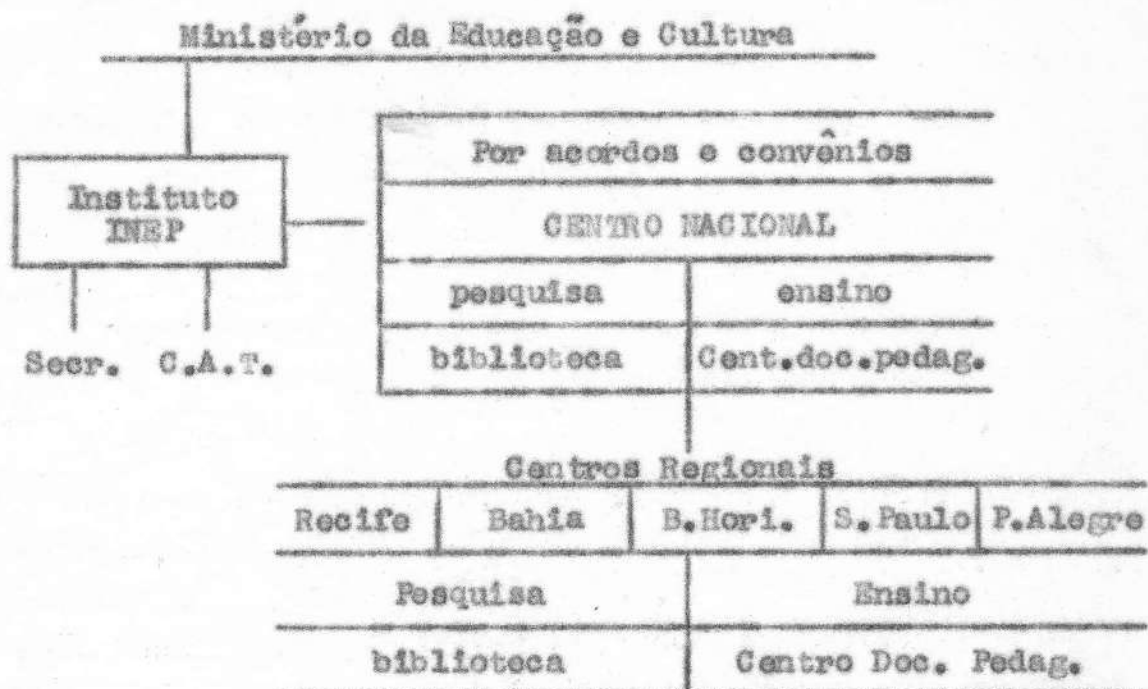 Ministério da Educação e Cultura
Por acordos e convênios
Instituto
INEP
CENTRO NACIONAL
pesquisa ensino
Secr. C.A.T.
biblioteca Cent.doc.pedag.
Centros Regionais
Recife Bahia B.Hori. S.Paulo P.Alegre
Pesquisa Ensino
biblioteca Centro Doc. Pedag.